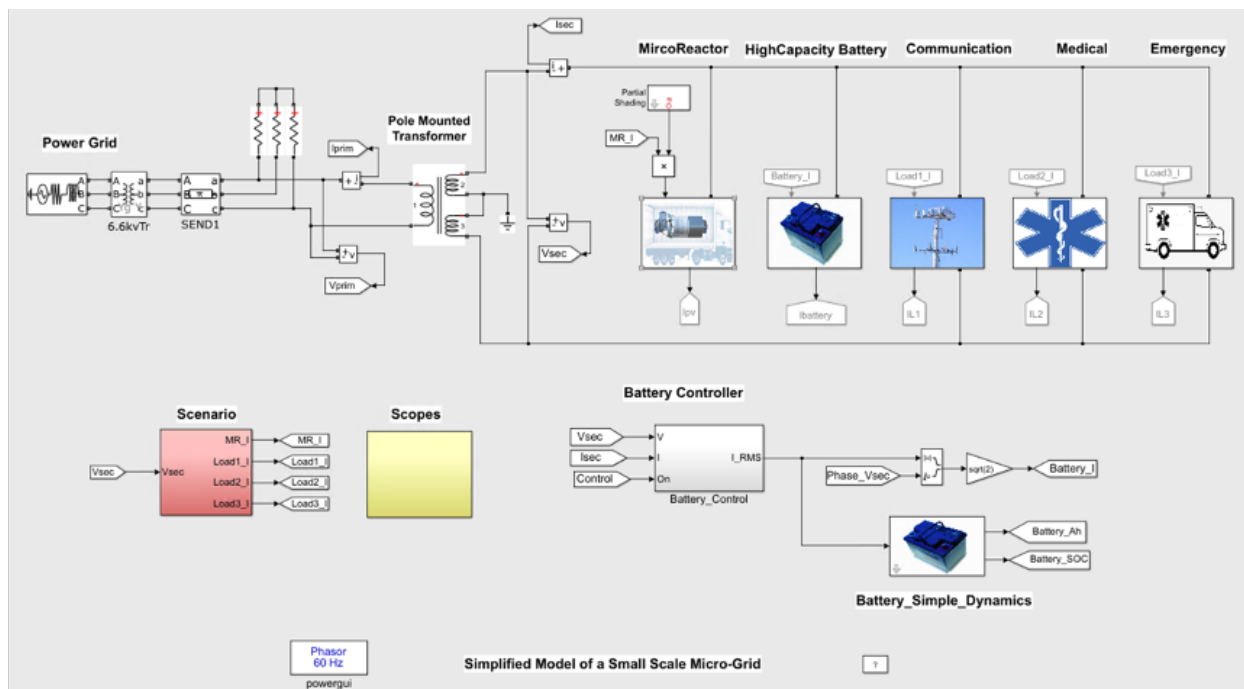 Isec
MircoReactor
HighCapacity Battery
Communication
Medical
Emergency
i
+
Partial
Shading
FO
Pole Mounted
Transformer
MR_I
Power Grid
Iprim
×
Battery_I
Load1_I
Load2_I
Load3_I
A
B
C
A
B
C
a
b
c
A
B
C
a
b
c
+
i
1
2
3
6.6kvTr
SEND1
+
v
+
v
Vsec
Vprim
Ipv
Ibattery
IL1
IL2
IL3
Battery Controller
Scenario
Scopes
MR_I
MR_I
Load1_I
Load1_I
Vsec
Vsec
Load2_I
Load2_I
Load3_I
Load3_I
Vsec
V
Isec
I
I_RMS
Control
On
Battery_Control
Phase_Vsec
|u|
sqrt(2)
Battery_I
Battery_Ah
Battery_SOC
Battery_Simple_Dynamics
Phasor
60 Hz
powergui
Simplified Model of a Small Scale Micro-Grid
?